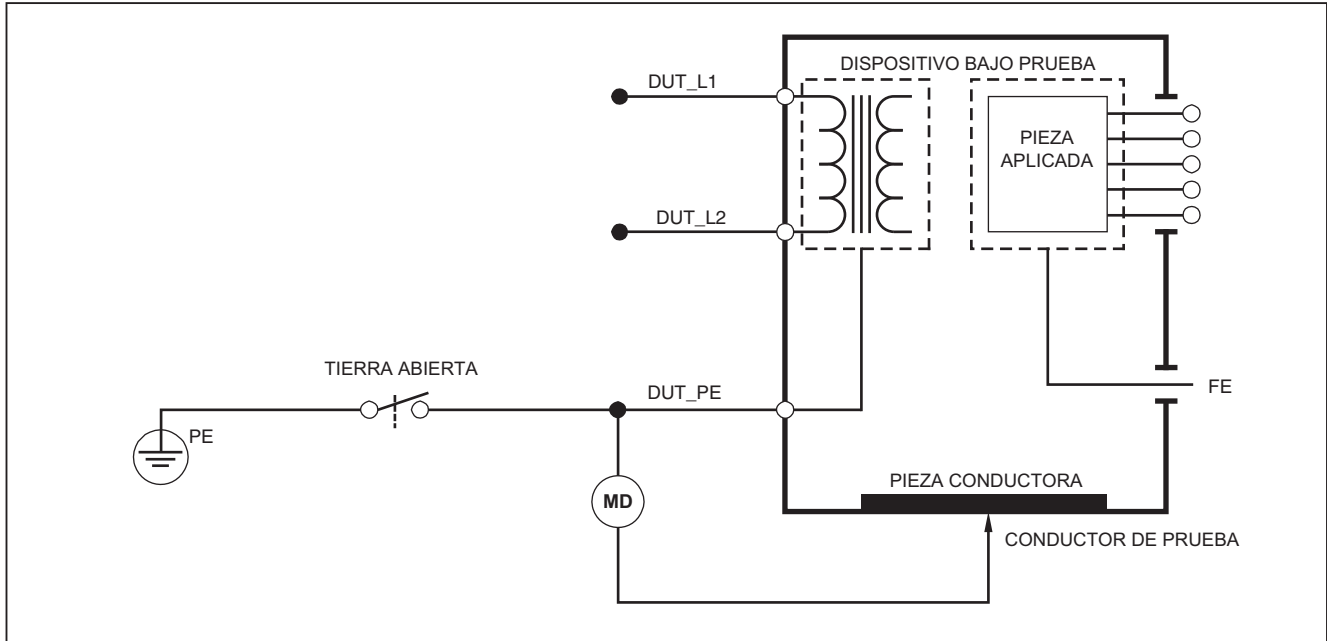 DISPOSITIVO BAJO PRUEBA
DUT_L1
PIEZA
APLICADA
DUT_L2
TIERRA ABIERTA
DUT_PE
FE
PE
PIEZA CONDUCTORA
MD
CONDUCTOR DE PRUEBA